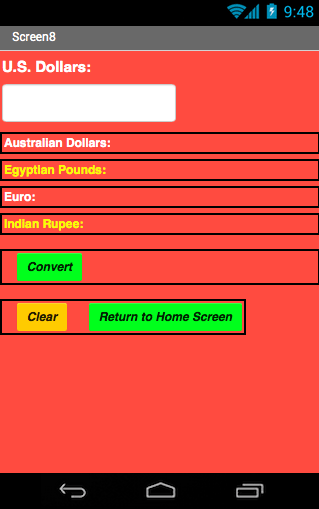 9:48
Screen8
U.S. Dollars:
Australian Dollars:
Egyptian Pounds:
Euro:
Indian Rupee:
Convert
Clear Return to Home Screen